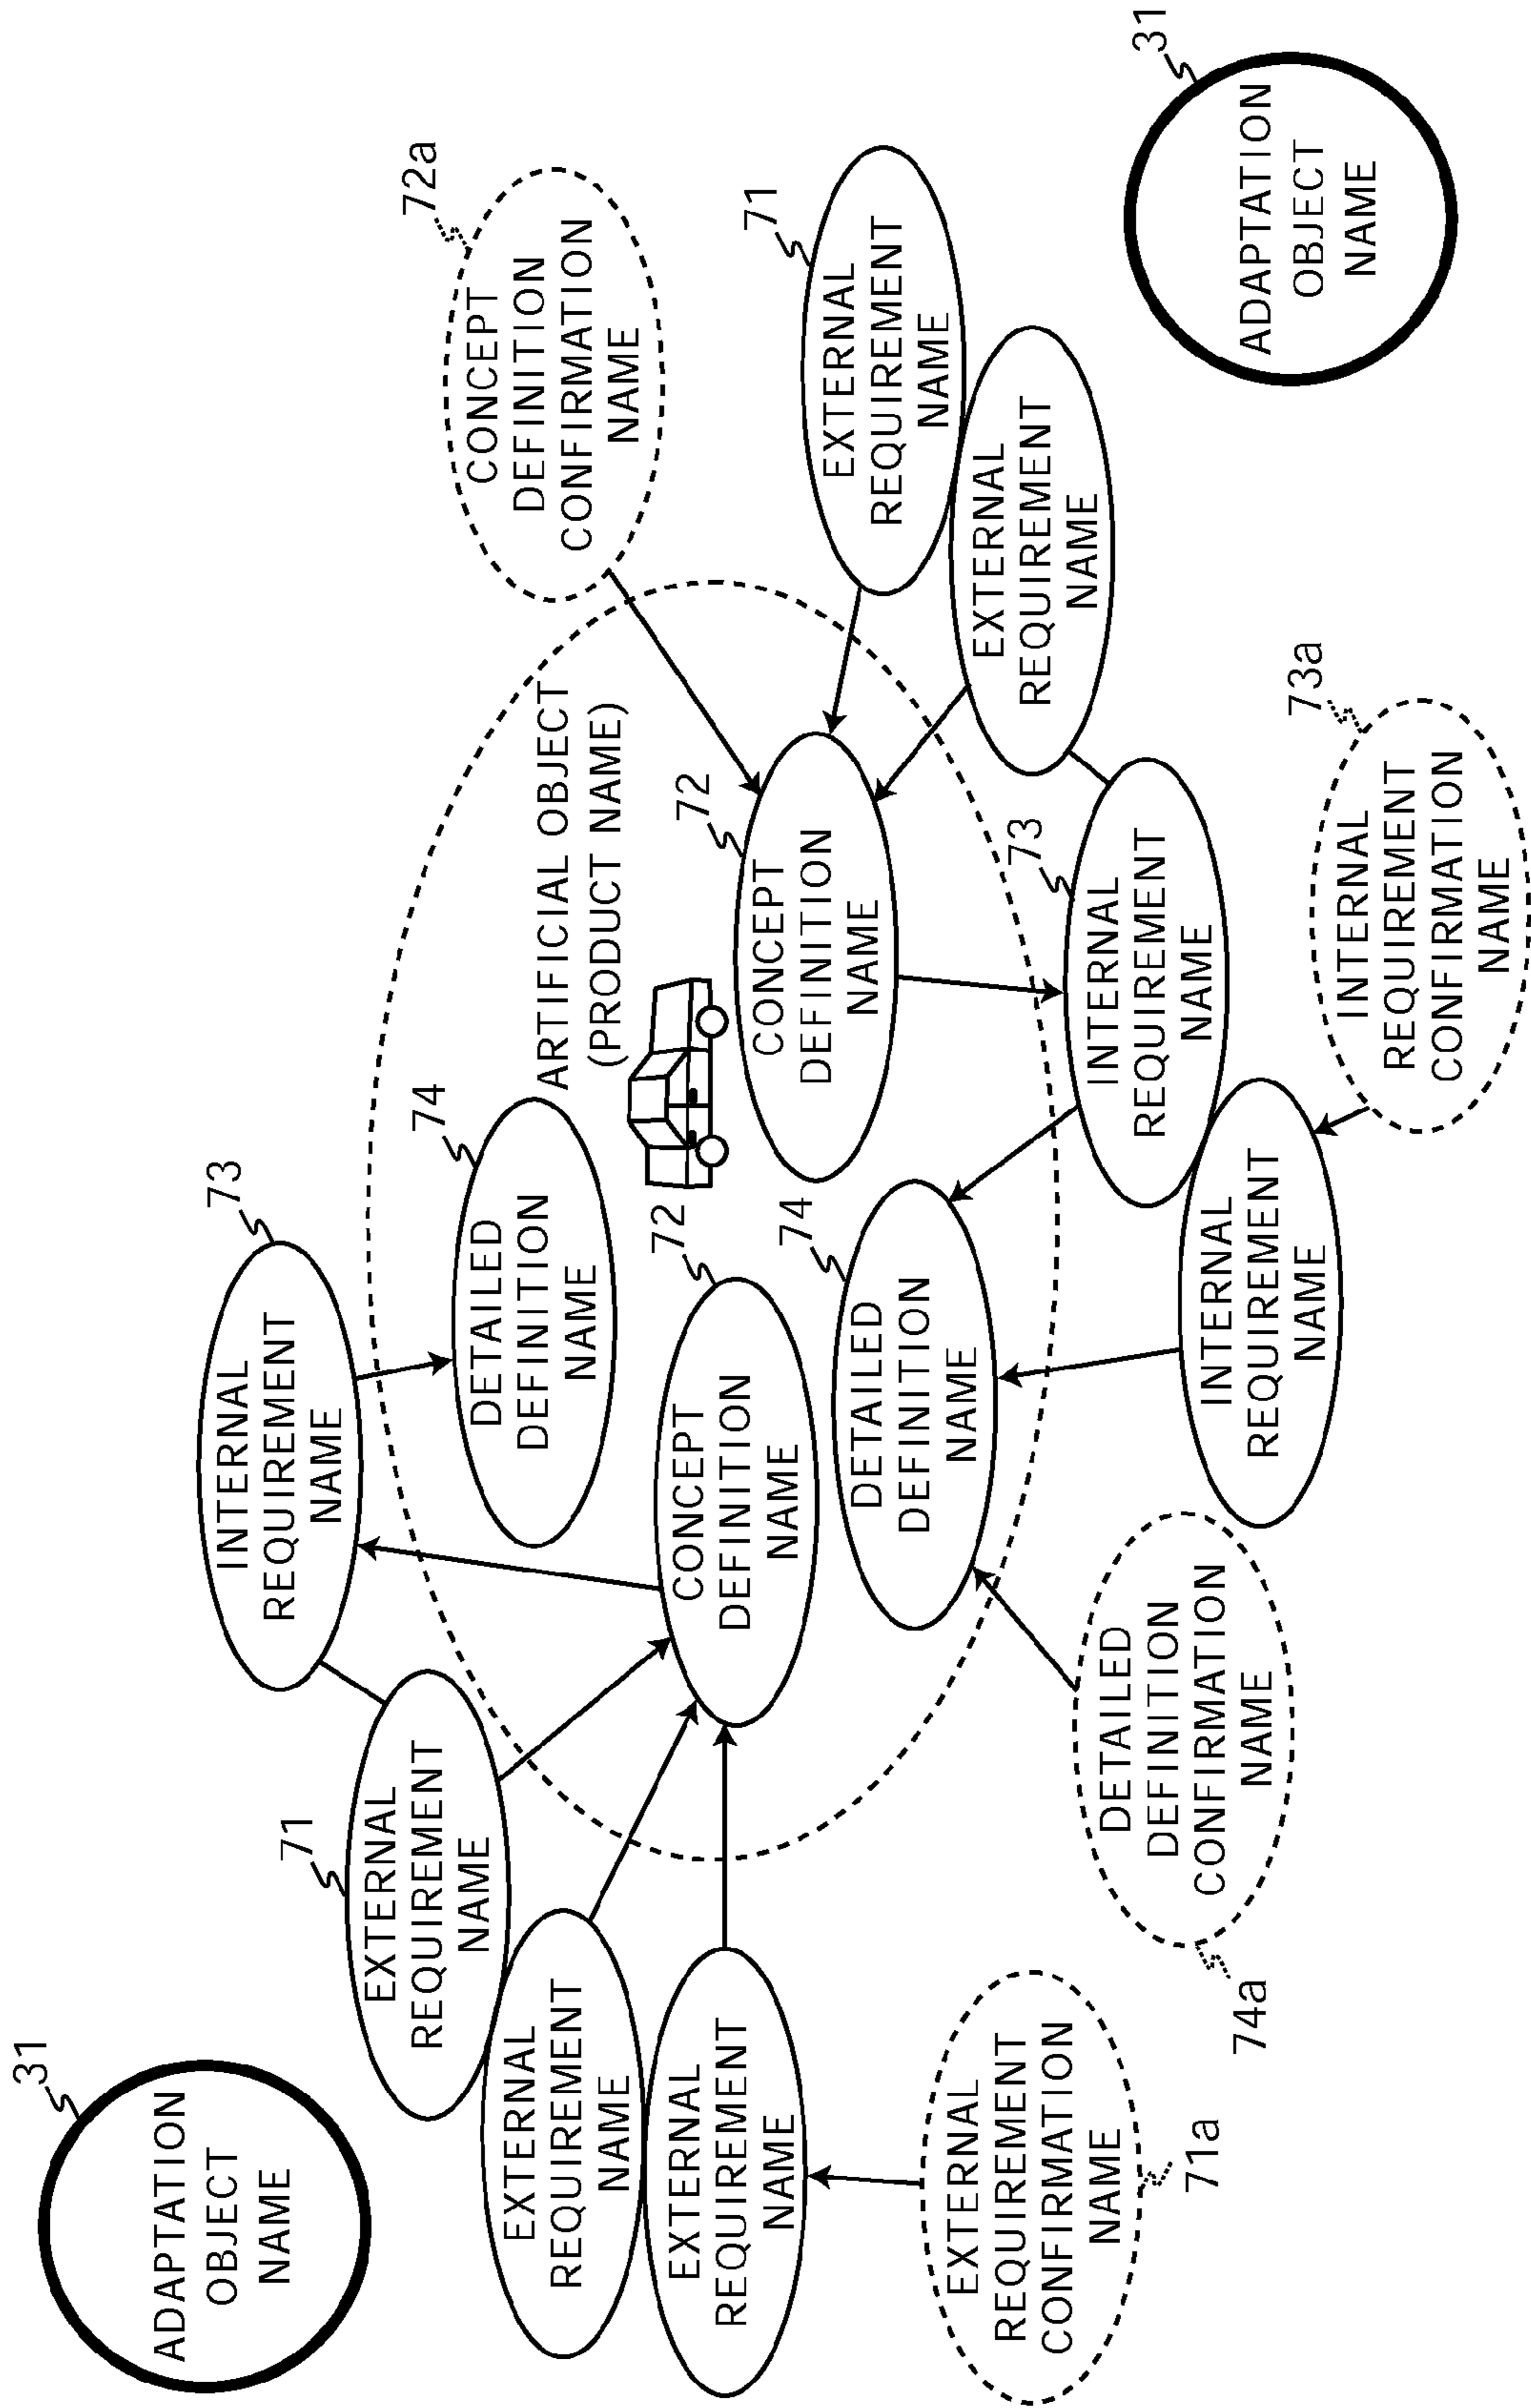 31
ADAPTATION
OBJECT
NAME
73
INTERNAL
REQUIREMENT
NAME
71
EXTERNAL
REQUIREMENT
NAME
74
DETAILED
DEFINITION
NAME
72a
CONCEPT
DEFINITION
CONFIRMATION
NAME
EXTERNAL
REQUIREMENT
NAME
ARTIFICIAL OBJECT
(PRODUCT NAME)
EXTERNAL
REQUIREMENT
NAME
72
CONCEPT
DEFINITION
NAME
72
CONCEPT
DEFINITION
NAME
71
EXTERNAL
REQUIREMENT
NAME
74
DETAILED
DEFINITION
NAME
EXTERNAL
REQUIREMENT
NAME
EXTERNAL
REQUIREMENT
CONFIRMATION
NAME
71a
73
INTERNAL
REQUIREMENT
NAME
DETAILED
DEFINITION
CONFIRMATION
NAME
74a
INTERNAL
REQUIREMENT
NAME
31
ADAPTATION
OBJECT
NAME
73a
INTERNAL
REQUIREMENT
CONFIRMATION
NAME